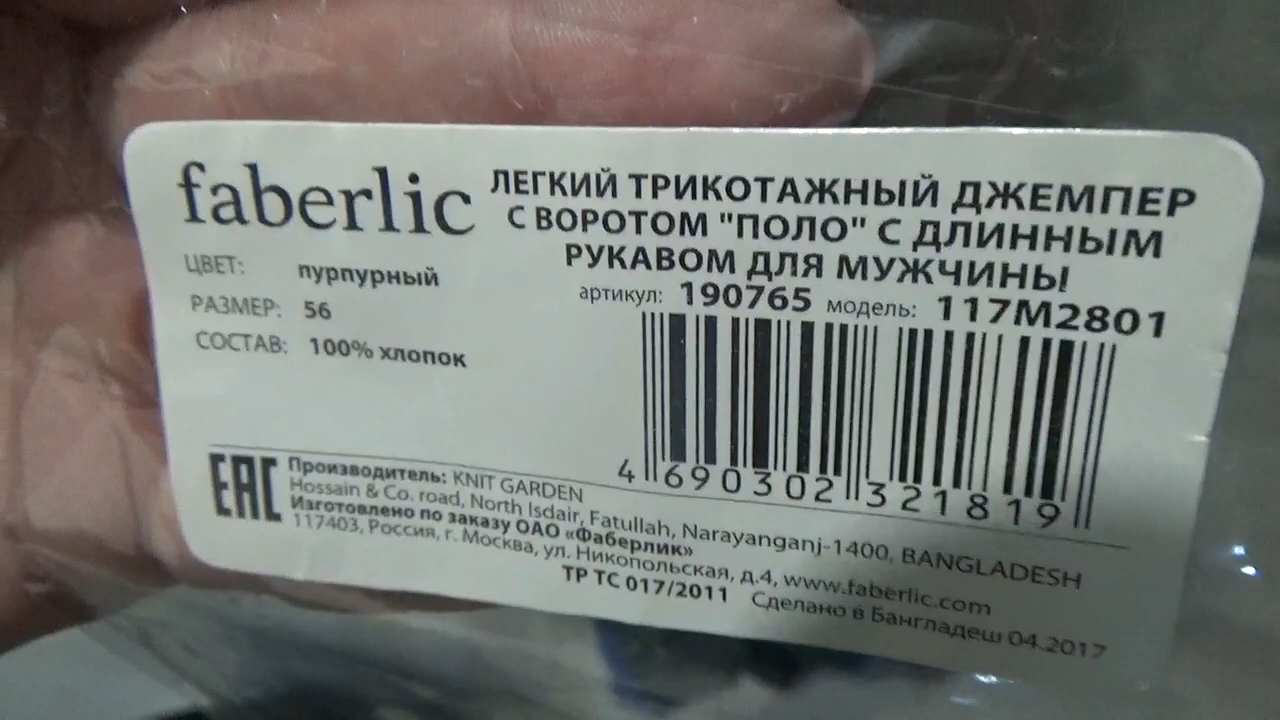 faberlic
ЛЕГКИЙ ТРИКОТАЖНЫЙ ДЖЕМПЕР
С ВОРОТОМ "ПОЛО" С ДЛИННЫМ
РУКАВОМ ДЛЯ МУЖЧИНЫ
артикул: 190765 модель: 117M2801
ЦВЕТ: пурпурный
РАЗМЕР: 56
СОСТАВ: 100% хлопок
4 690302 321819
EAC
Производитель: KNIT GARDEN
Hossain & Co. road, North Isdair, Fatullah, Narayanganj-1400, BANGLADESH
Изготовлено по заказу ОАО «Фаберлик»
117403, Россия, г. Москва, ул. Никопольская, д.4, www.faberlic.com
ТР ТС 017/2011 Сделано в Бангладеш 04.2017